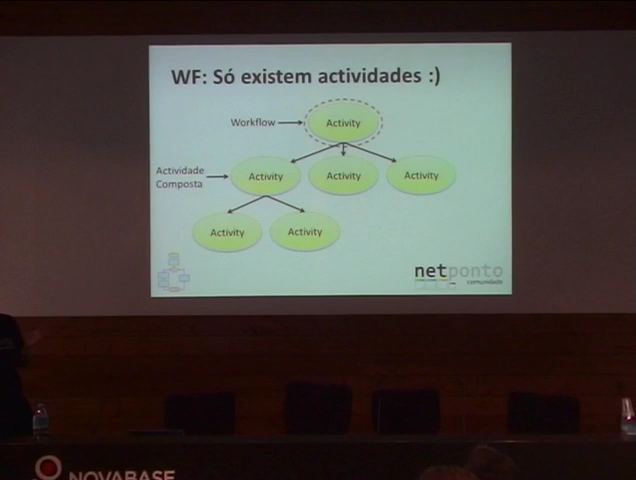 WF: Só existem actividades :)
Workflow
Activity
Actividade
Composta
Activity
Activity
Activity
Activity
Activity
netponto
comunidade
NOVABASE